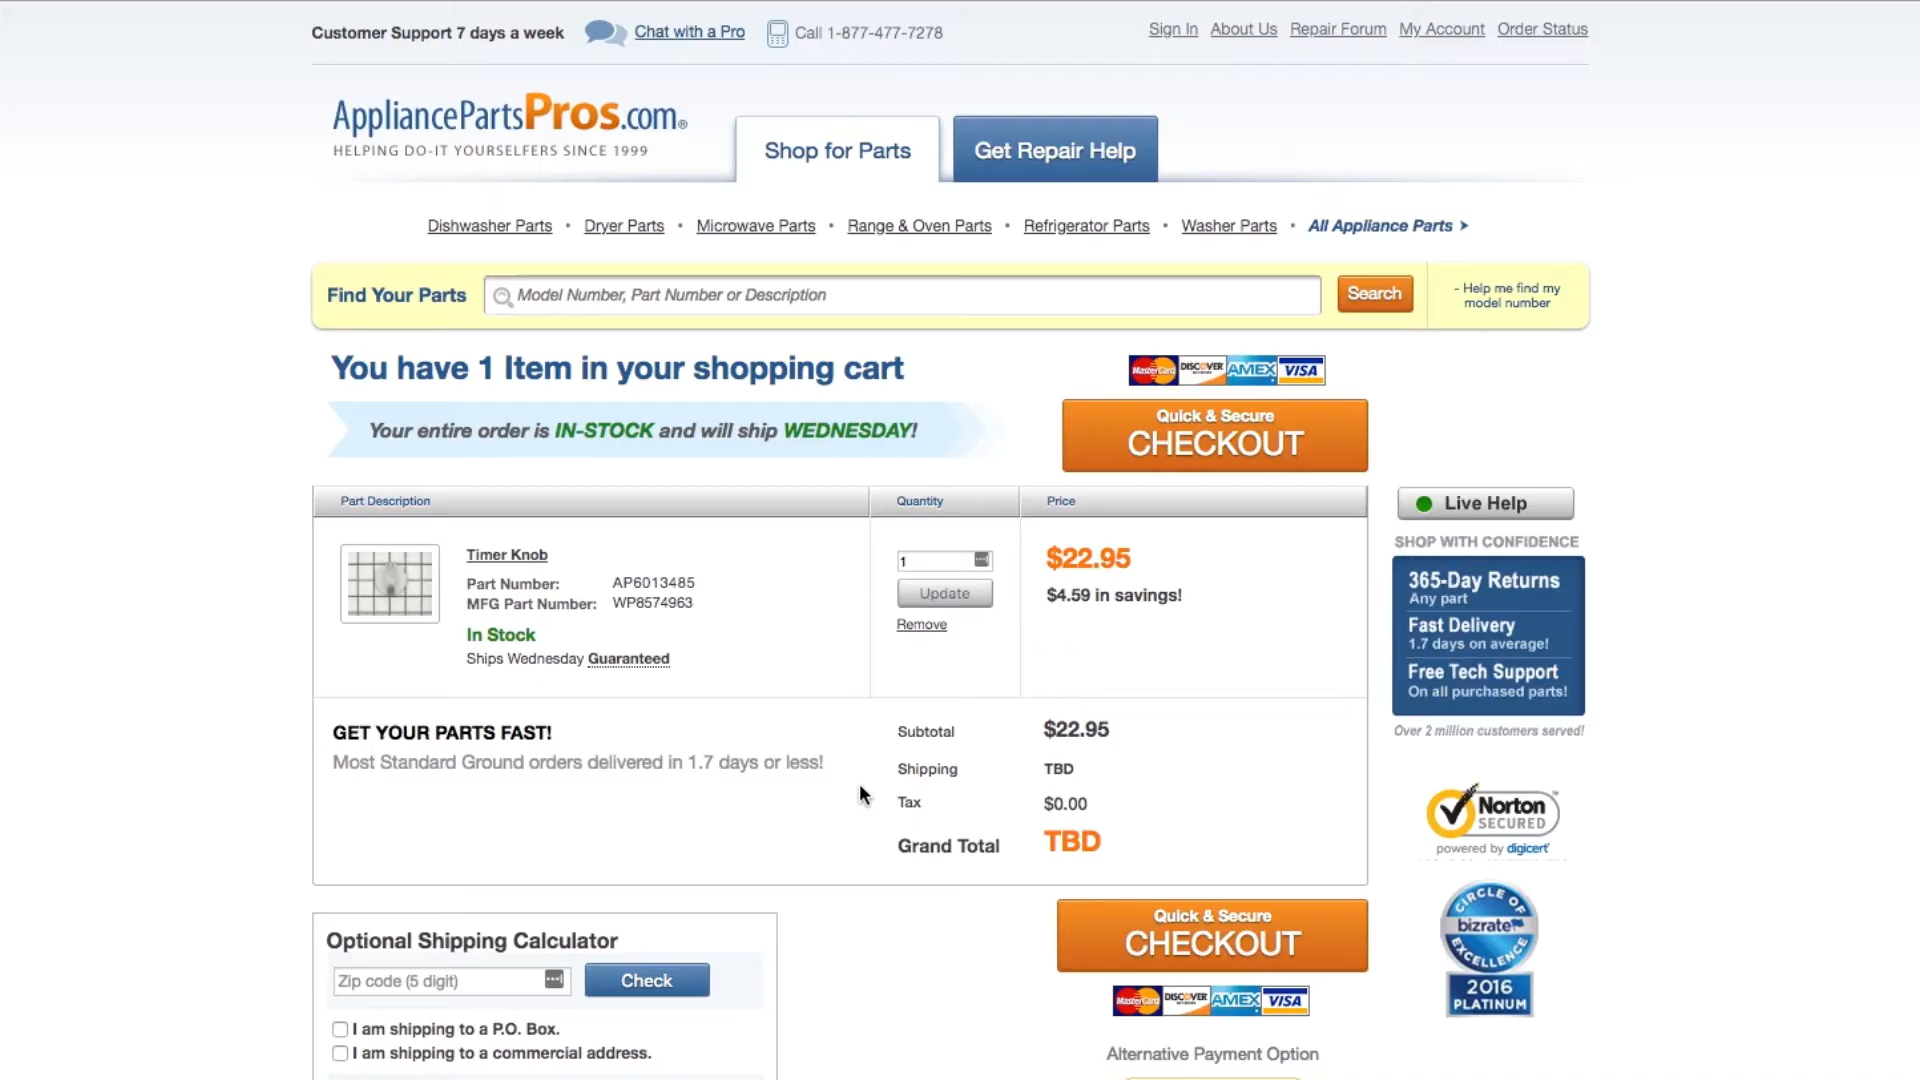 Customer Support 7 days a week Chat with a Pro Call 1-877-477-7278 Sign In About Us Repair Forum My Account Order Status
AppliancePartsPros.com®
HELPING DO-IT YOURSELFERS SINCE 1999
Shop for Parts Get Repair Help
Dishwasher Parts • Dryer Parts • Microwave Parts • Range & Oven Parts • Refrigerator Parts • Washer Parts • All Appliance Parts >
Find Your Parts Model Number, Part Number or Description Search
- Help me find my
model number
You have 1 Item in your shopping cart
MasterCard DISCOVER NETWORK AMEX VISA
Your entire order is IN-STOCK and will ship WEDNESDAY!
Quick & Secure
CHECKOUT
Part Description Quantity Price
Timer Knob
Part Number: AP6013485
MFG Part Number: WP8574963
In Stock
Ships Wednesday Guaranteed
1
Update
Remove
$22.95
$4.59 in savings!
GET YOUR PARTS FAST!
Most Standard Ground orders delivered in 1.7 days or less!
Subtotal $22.95
Shipping TBD
Tax $0.00
Grand Total TBD
Live Help
SHOP WITH CONFIDENCE
365-Day Returns
Any part
Fast Delivery
1.7 days on average!
Free Tech Support
On all purchased parts!
Over 2 million customers served!
Norton
SECURED
powered by digicert
CIRCLE OF
bizrate
EXCELLENCE
2016
PLATINUM
Optional Shipping Calculator
Zip code (5 digit) Check
I am shipping to a P.O. Box.
I am shipping to a commercial address.
Quick & Secure
CHECKOUT
MasterCard DISCOVER NETWORK AMEX VISA
Alternative Payment Option